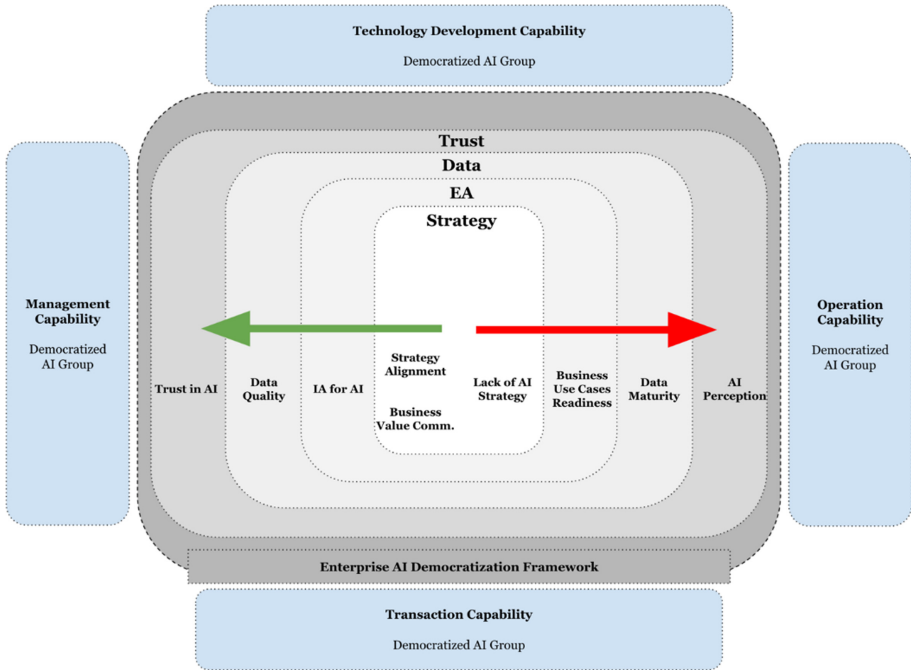 Technology Development Capability
Democratized AI Group
Trust
Data
EA
Strategy
Management
Capability
Democratized
AI Group
Operation
Capability
Democratized
AI Group
Trust in AI
Data
Quality
IA for AI
Strategy
Alignment
Business
Value Comm.
Lack of AI
Strategy
Business
Use Cases
Readiness
Data
Maturity
AI
Perception
Enterprise AI Democratization Framework
Transaction Capability
Democratized AI Group